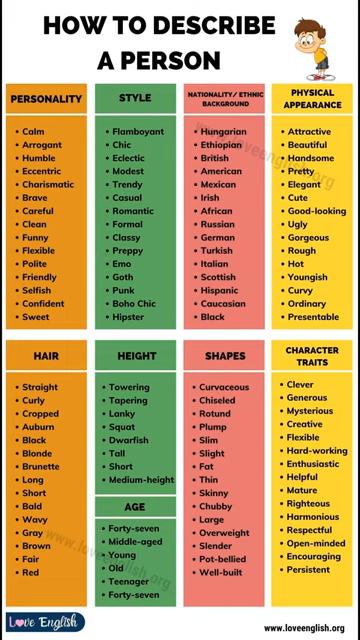 HOW TO DESCRIBE
A PERSON
PERSONALITY
• Calm
• Arrogant
• Humble
• Eccentric
• Charismatic
• Brave
• Careful
• Clean
• Funny
• Flexible
• Polite
• Friendly
• Selfish
• Confident
• Sweet
STYLE
• Flamboyant
• Chic
• Eclectic
• Modest
• Trendy
• Casual
• Romantic
• Formal
• Classy
• Preppy
• Emo
• Goth
• Punk
• Boho Chic
• Hipster
NATIONALITY/ ETHNIC
BACKGROUND
• Hungarian
• Ethiopian
• British
• American
• Mexican
• Irish
• African
• Russian
• German
• Turkish
• Italian
• Scottish
• Hispanic
• Caucasian
• Black
PHYSICAL
APPEARANCE
• Attractive
• Beautiful
• Handsome
• Pretty
• Elegant
• Cute
• Good-looking
• Ugly
• Gorgeous
• Rough
• Hot
• Youngish
• Curvy
• Ordinary
• Presentable
www.loveenglish.org
HAIR
• Straight
• Curly
• Cropped
• Auburn
• Black
• Blonde
• Brunette
• Long
• Short
• Bald
• Wavy
• Gray
• Brown
• Fair
• Red
HEIGHT
• Towering
• Tapering
• Lanky
• Squat
• Dwarfish
• Tall
• Short
• Medium-height
AGE
• Forty-seven
• Middle-aged
• Young
• Old
• Teenager
• Forty-seven
SHAPES
• Curvaceous
• Chiseled
• Rotund
• Plump
• Slim
• Slight
• Fat
• Thin
• Skinny
• Chubby
• Large
• Overweight
• Slender
• Pot-bellied
• Well-built
CHARACTER
TRAITS
• Clever
• Generous
• Mysterious
• Creative
• Flexible
• Hard-working
• Enthusiastic
• Helpful
• Mature
• Righteous
• Harmonious
• Respectful
• Open-minded
• Encouraging
• Persistent
www.loveenglish.org
Love English
www.loveenglish.org